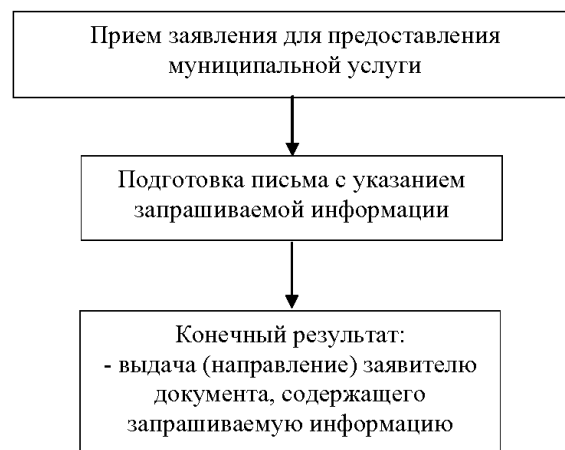 Прием заявления для предоставления
муниципальной услуги
Подготовка письма с указанием
запрашиваемой информации
Конечный результат:
- выдача (направление) заявителю
документа, содержащего
запрашиваемую информацию